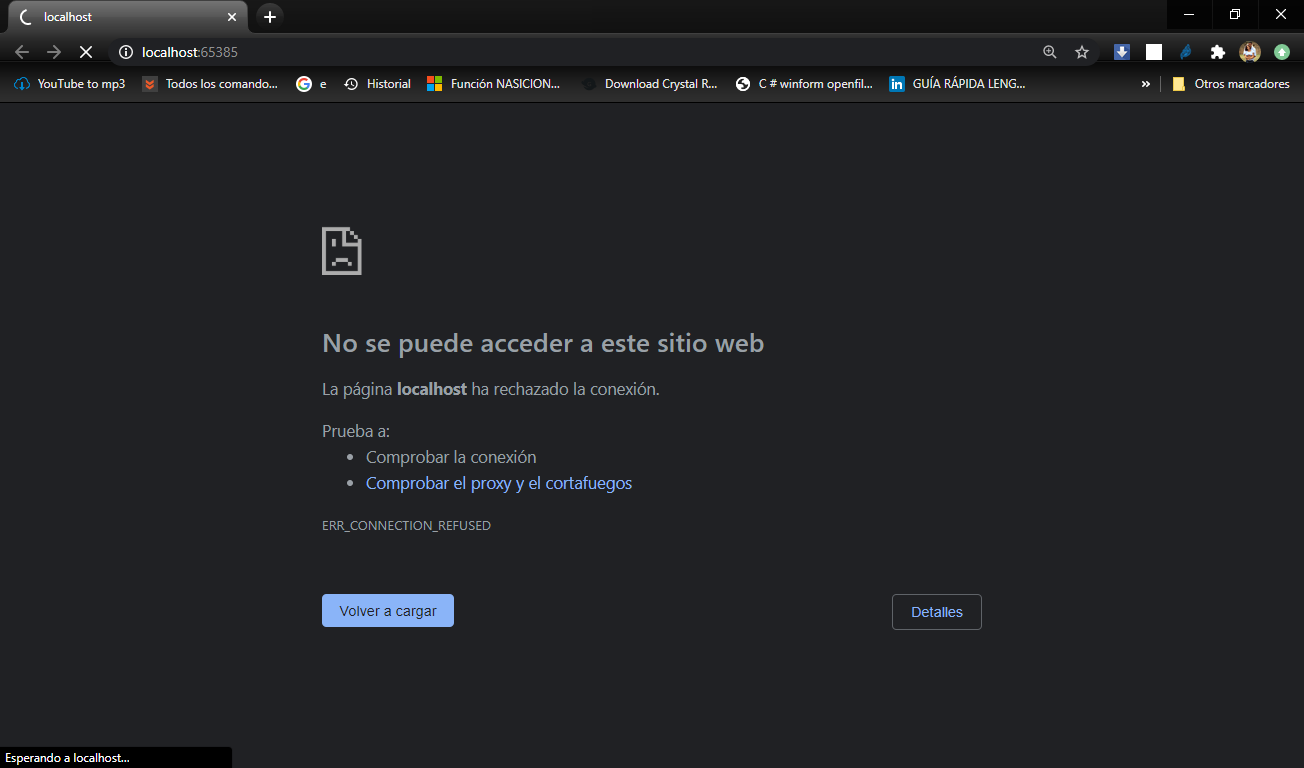 localhost
localhost:65385
YouTube to mp3
Todos los comando...
e
Historial
Función NASICION...
Download Crystal R...
C # winform openfil...
GUÍA RÁPIDA LENG...
»
Otros marcadores
No se puede acceder a este sitio web
La página localhost ha rechazado la conexión.
Prueba a:
Comprobar la conexión
Comprobar el proxy y el cortafuegos
ERR_CONNECTION_REFUSED
Volver a cargar
Detalles
Esperando a localhost...